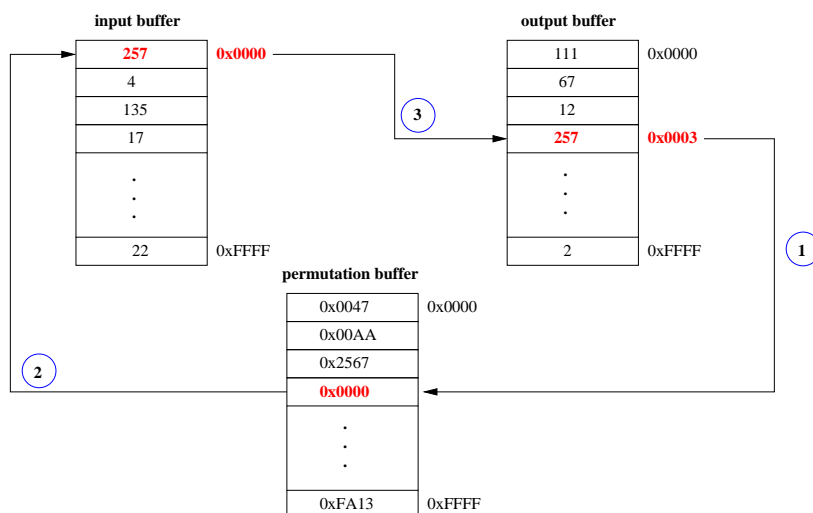 input buffer
257 0x0000
4
135
17
.
.
.
22 0xFFFF
output buffer
111 0x0000
67
12
257 0x0003
.
.
.
2 0xFFFF
3
1
2
permutation buffer
0x0047 0x0000
0x00AA
0x2567
0x0000
.
.
.
0xFA13 0xFFFF